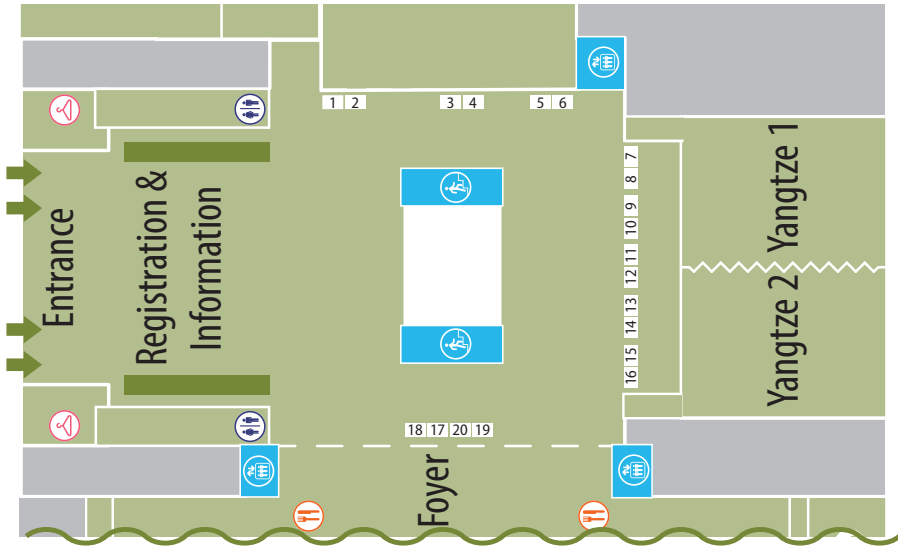 1 2
3 4
5 6
7
8
9
10
11
12
13
14
15
16
Entrance
Registration &
Information
Yangtze 1
Yangtze 2
18 17 20 19
Foyer